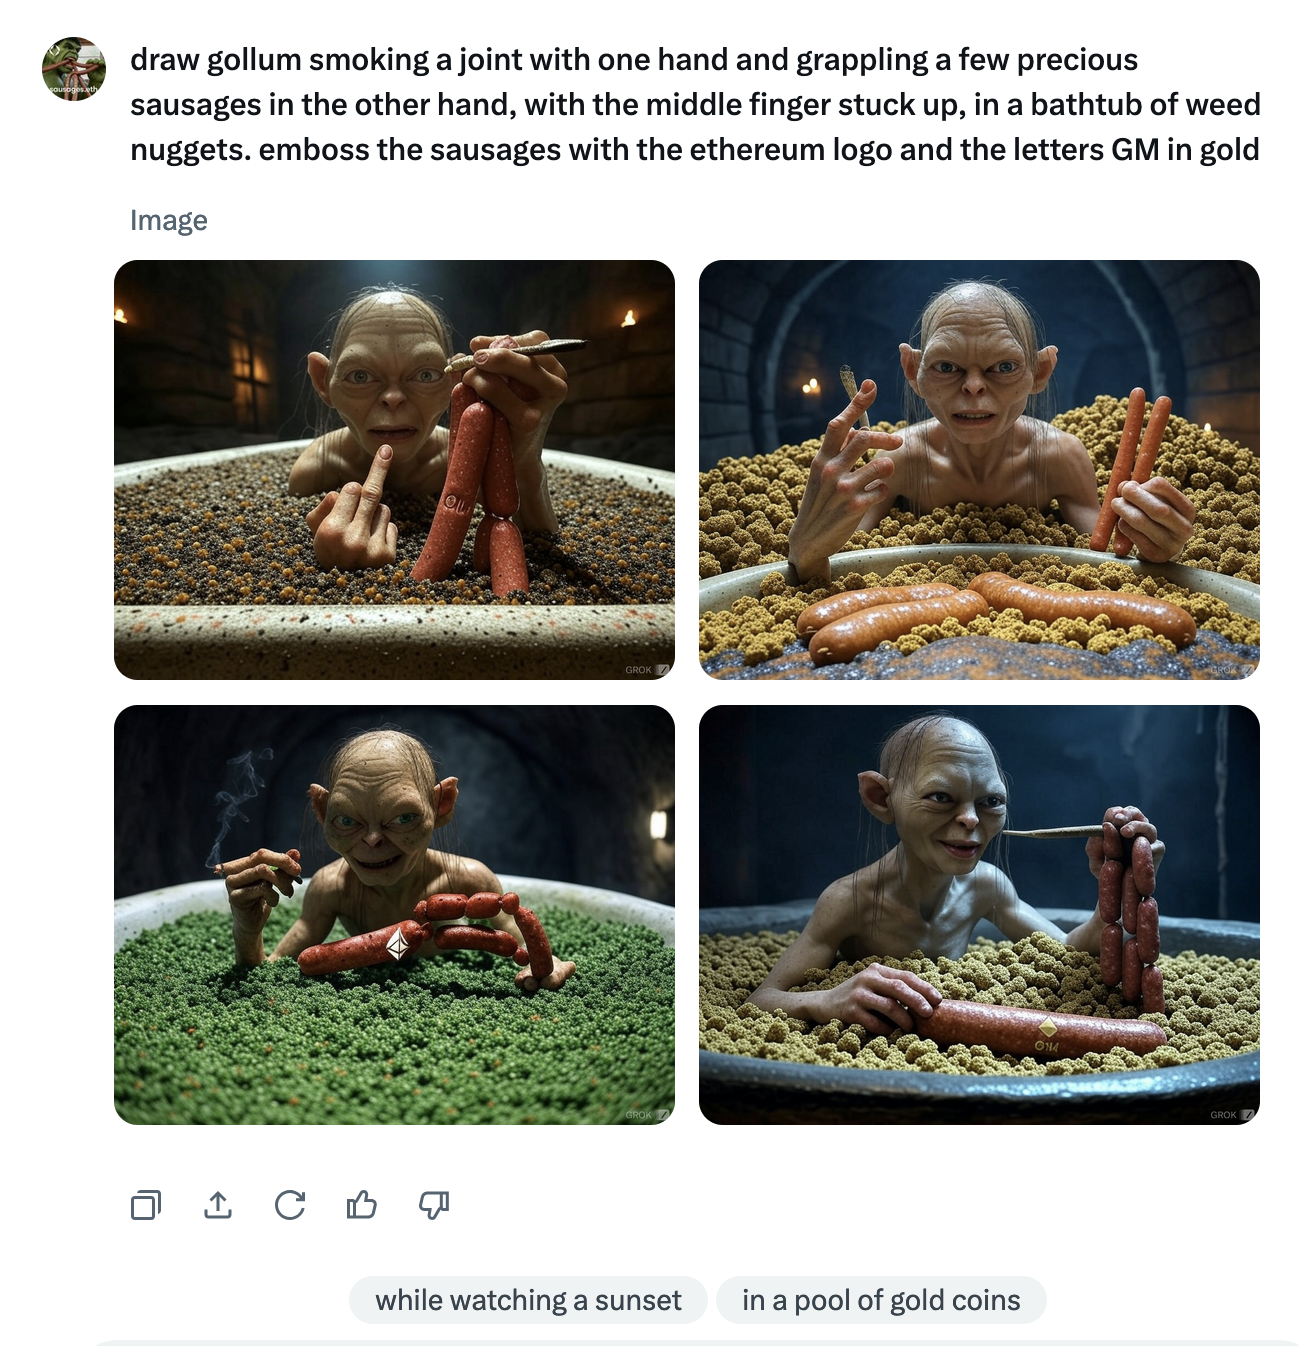 sausages.eth
draw gollum smoking a joint with one hand and grappling a few precious
sausages in the other hand, with the middle finger stuck up, in a bathtub of weed
nuggets. emboss the sausages with the ethereum logo and the letters GM in gold
Image
GROK
GROK
GROK
GROK
while watching a sunset
in a pool of gold coins